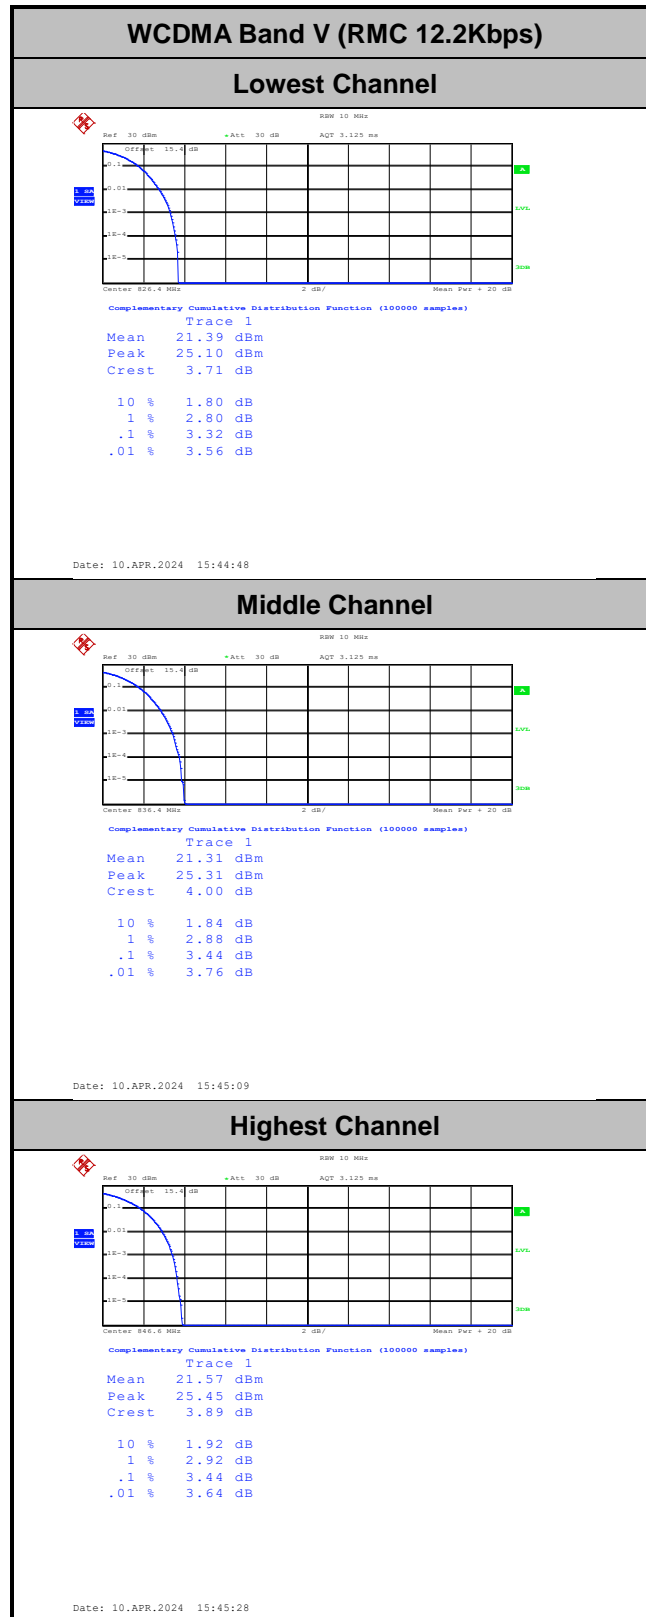 WCDMA Band V (RMC 12.2Kbps)
Lowest Channel
RBW 10 MHz
Ref 30 dBm *Att 30 dB AQT 3.125 ms
Offset 15.4 dB
0.1
A
1 SA
VIEW
0.01
1E-3
LVL
1E-4
1E-5
3DB
Center 826.4 MHz 2 dB/ Mean Pwr + 20 dB
Complementary Cumulative Distribution Function (100000 samples)
Trace 1
Mean 21.39 dBm
Peak 25.10 dBm
Crest 3.71 dB
10 % 1.80 dB
1 % 2.80 dB
.1 % 3.32 dB
.01 % 3.56 dB
Date: 10.APR.2024 15:44:48
Middle Channel
RBW 10 MHz
Ref 30 dBm *Att 30 dB AQT 3.125 ms
Offset 15.4 dB
0.1
A
1 SA
VIEW
0.01
1E-3
LVL
1E-4
1E-5
3DB
Center 836.4 MHz 2 dB/ Mean Pwr + 20 dB
Complementary Cumulative Distribution Function (100000 samples)
Trace 1
Mean 21.31 dBm
Peak 25.31 dBm
Crest 4.00 dB
10 % 1.84 dB
1 % 2.88 dB
.1 % 3.44 dB
.01 % 3.76 dB
Date: 10.APR.2024 15:45:09
Highest Channel
RBW 10 MHz
Ref 30 dBm *Att 30 dB AQT 3.125 ms
Offset 15.4 dB
0.1
A
1 SA
VIEW
0.01
1E-3
LVL
1E-4
1E-5
3DB
Center 846.6 MHz 2 dB/ Mean Pwr + 20 dB
Complementary Cumulative Distribution Function (100000 samples)
Trace 1
Mean 21.57 dBm
Peak 25.45 dBm
Crest 3.89 dB
10 % 1.92 dB
1 % 2.92 dB
.1 % 3.44 dB
.01 % 3.64 dB
Date: 10.APR.2024 15:45:28